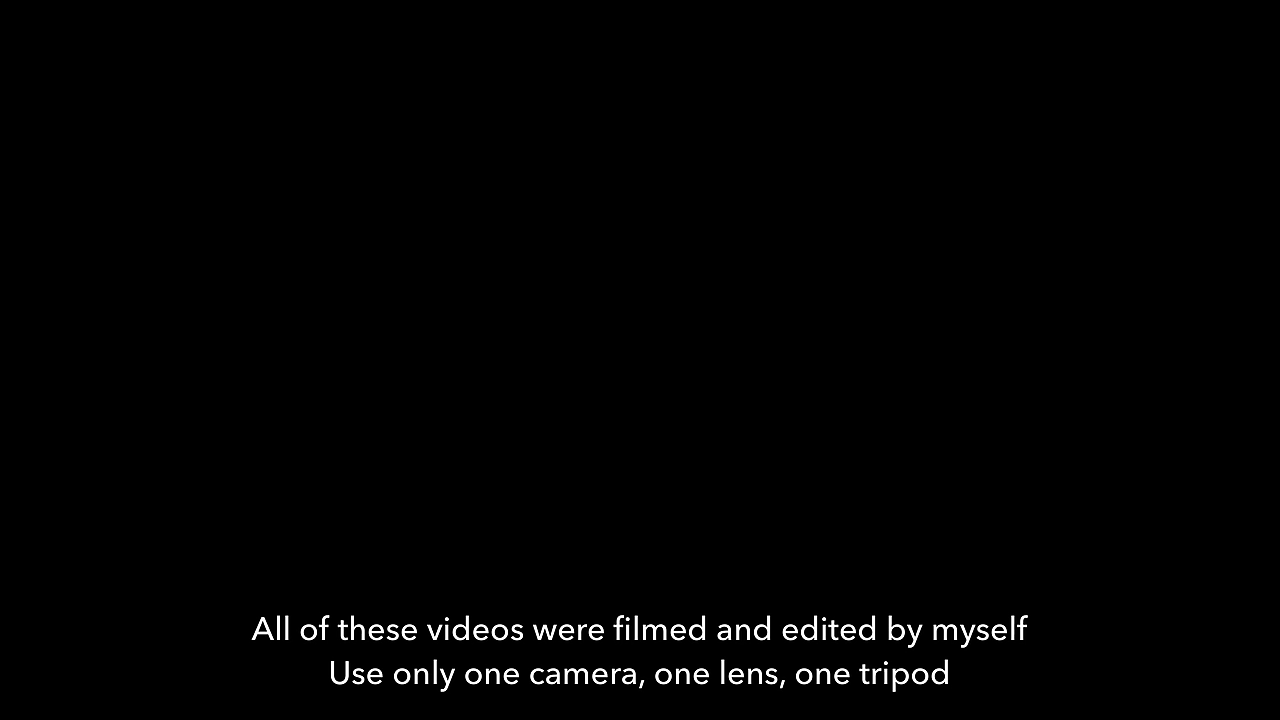 All of these videos were filmed and edited by myself
Use only one camera, one lens, one tripod